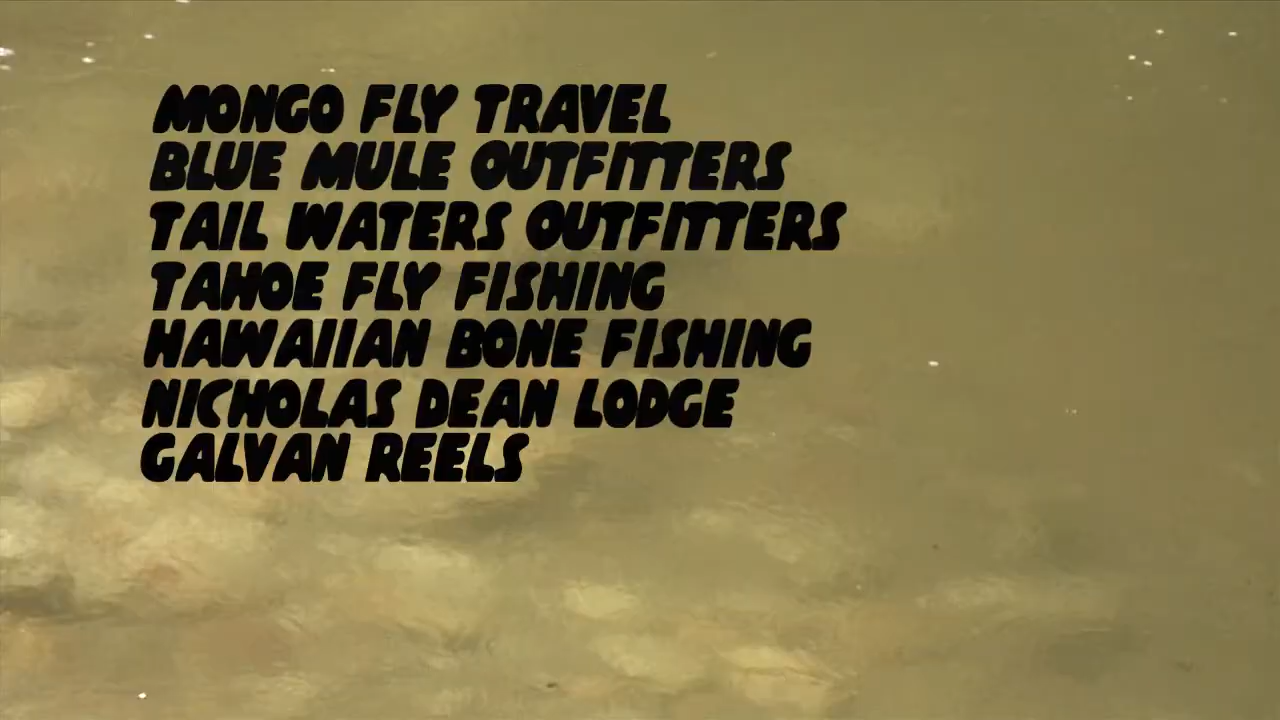 MONGO FLY TRAVEL
BLUE MULE OUTFITTERS
TAIL WATERS OUTFITTERS
TAHOE FLY FISHING
HAWAIIAN BONE FISHING
NICHOLAS DEAN LODGE
GALVAN REELS